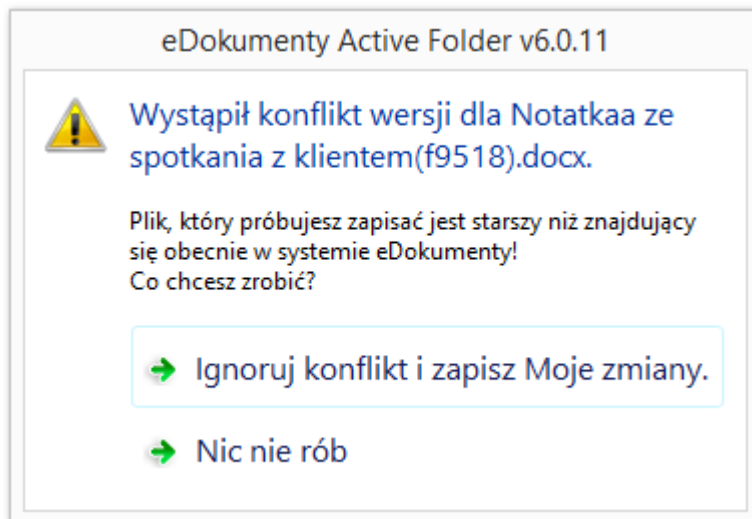 eDokumenty Active Folder v6.0.11
Wystąpił konflikt wersji dla Notatkaa ze
spotkania z klientem(f9518).docx.
Plik, który próbujesz zapisać jest starszy niż znajdujący
się obecnie w systemie eDokumenty!
Co chcesz zrobić?
Ignoruj konflikt i zapisz Moje zmiany.
Nic nie rób